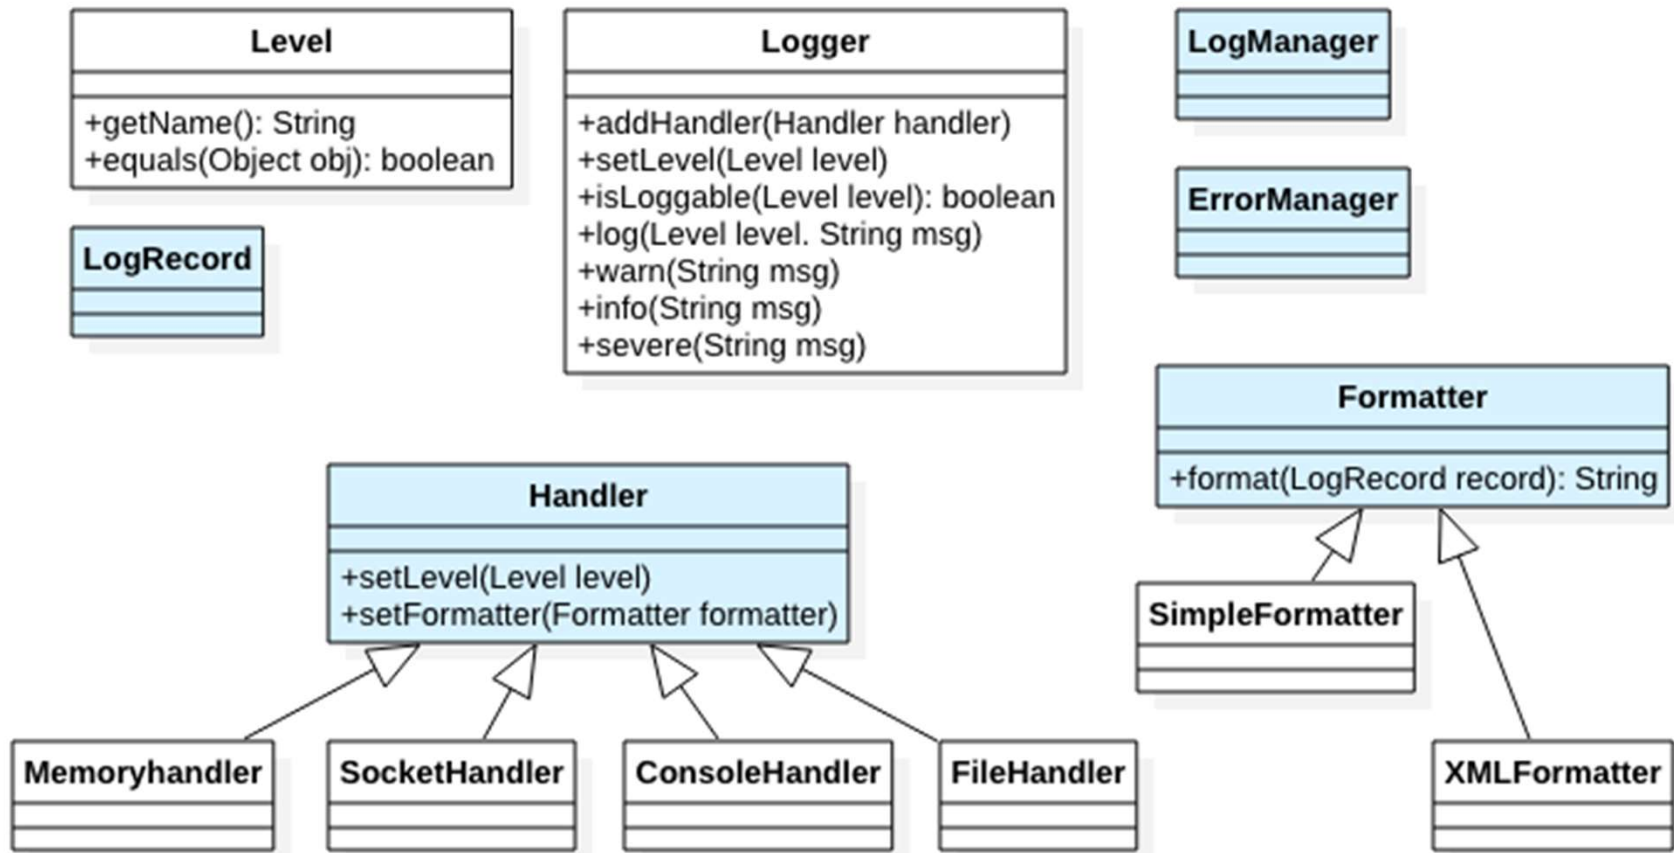 Level
+getName(): String
+equals(Object obj): boolean
LogRecord
Logger
+addHandler(Handler handler)
+setLevel(Level level)
+isLoggable(Level level): boolean
+log(Level level. String msg)
+warn(String msg)
+info(String msg)
+severe(String msg)
LogManager
ErrorManager
Formatter
+format(LogRecord record): String
Handler
+setLevel(Level level)
+setFormatter(Formatter formatter)
SimpleFormatter
Memoryhandler
SocketHandler
ConsoleHandler
FileHandler
XMLFormatter